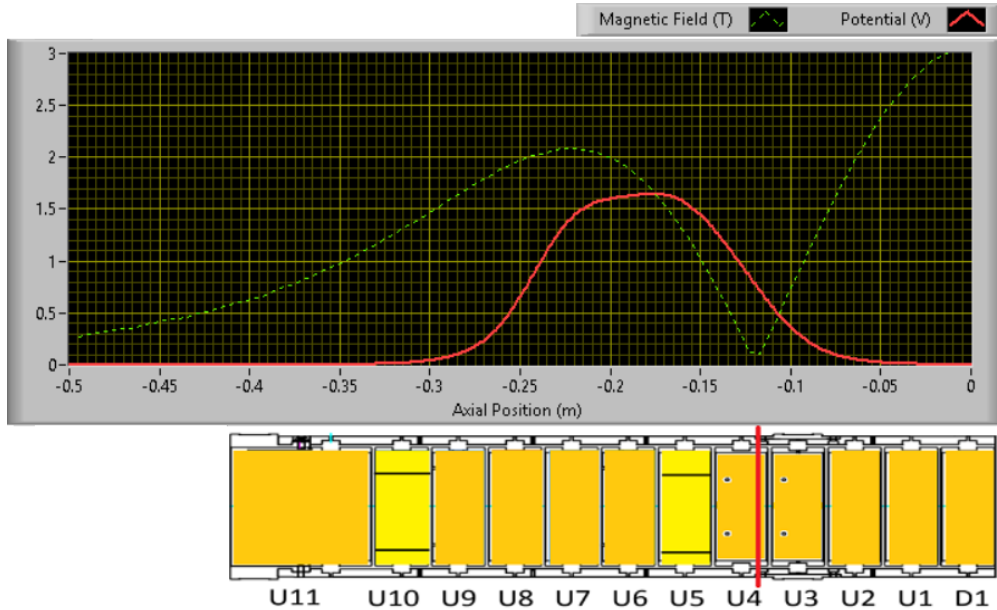 Magnetic Field (T) Potential (V)
3
2.5
2
1.5
1
0.5
0
-0.5 -0.45 -0.4 -0.35 -0.3 -0.25 -0.2 -0.15 -0.1 -0.05 0
Axial Position (m)
U11 U10 U9 U8 U7 U6 U5 U4 U3 U2 U1 D1